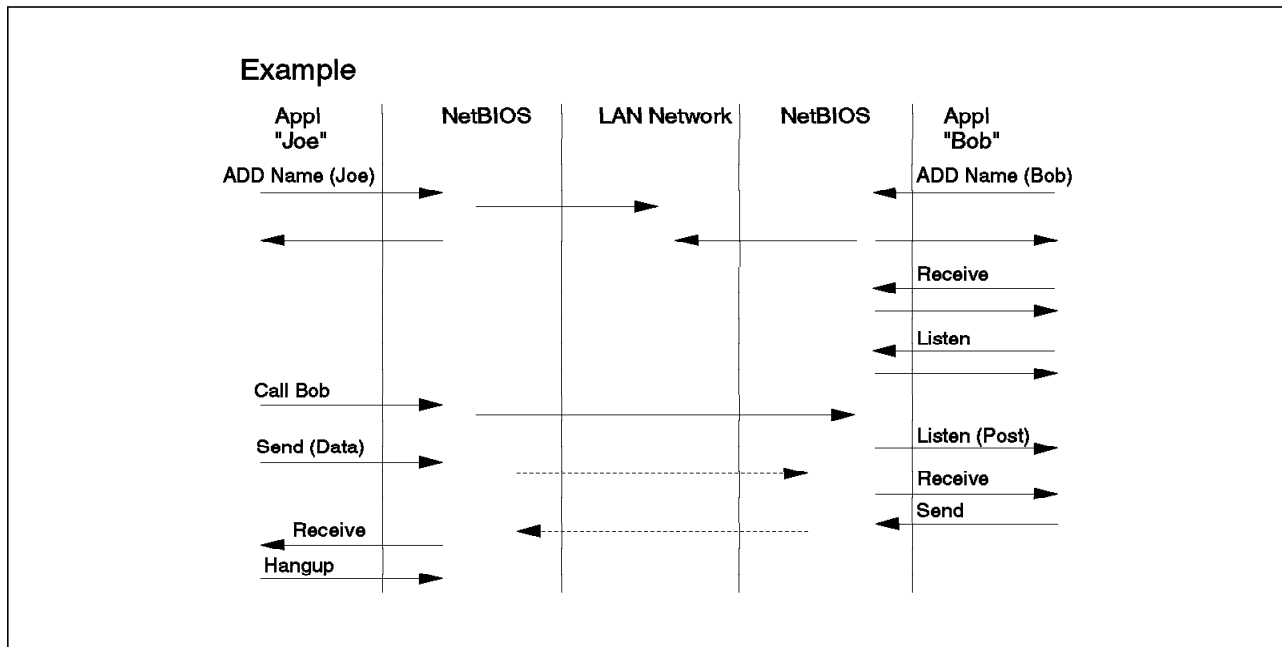 Example
Appl "Joe"
NetBIOS
LAN Network
NetBIOS
Appl "Bob"
ADD Name (Joe)
ADD Name (Bob)
Receive
Listen
Call Bob
Send (Data)
Listen (Post)
Receive
Send
Receive
Hangup